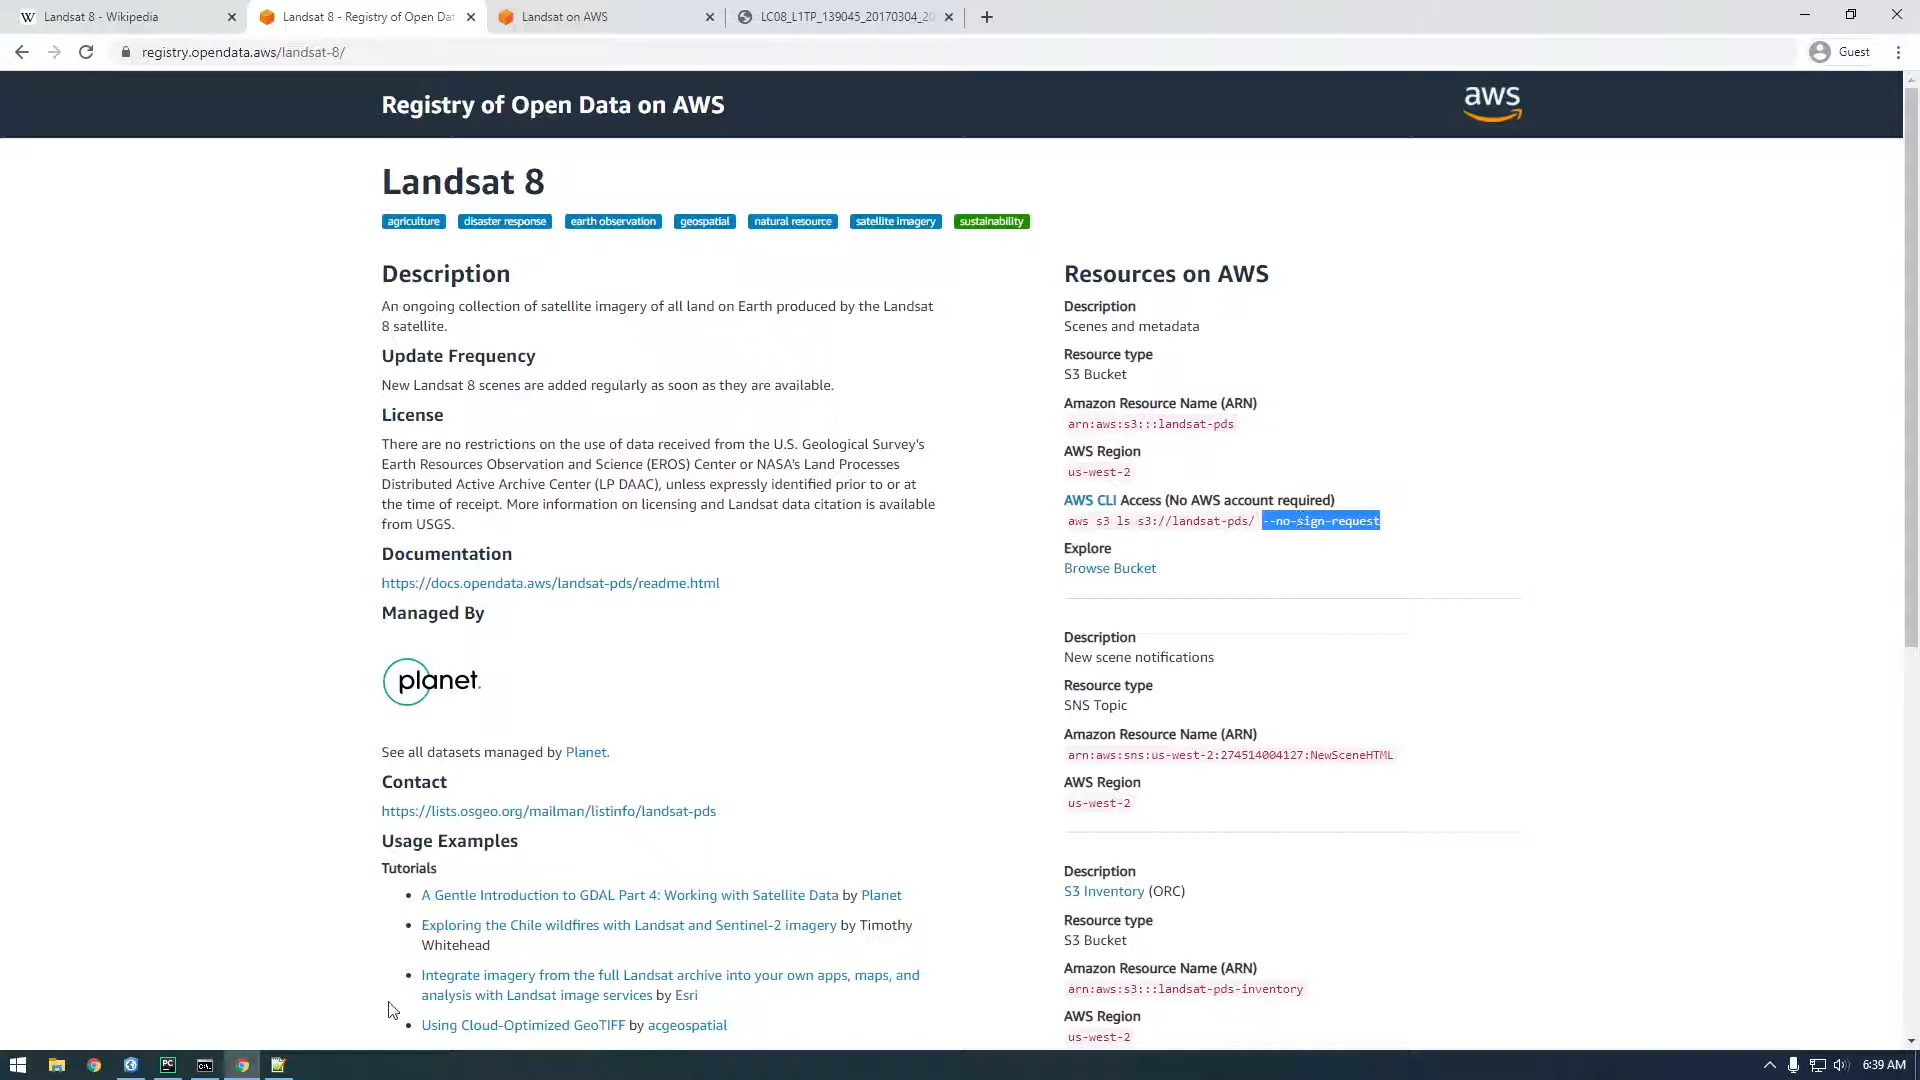 Landsat 8 - Wikipedia
Landsat 8 - Registry of Open Dat
Landsat on AWS
LC08_L1TP_139045_20170304_20
registry.opendata.aws/landsat-8/
Guest
Registry of Open Data on AWS
aws
Landsat 8
agriculture disaster response earth observation geospatial natural resource satellite imagery sustainability
Description
An ongoing collection of satellite imagery of all land on Earth produced by the Landsat
8 satellite.
Update Frequency
New Landsat 8 scenes are added regularly as soon as they are available.
License
There are no restrictions on the use of data received from the U.S. Geological Survey's
Earth Resources Observation and Science (EROS) Center or NASA's Land Processes
Distributed Active Archive Center (LP DAAC), unless expressly identified prior to or at
the time of receipt. More information on licensing and Landsat data citation is available
from USGS.
Documentation
https://docs.opendata.aws/landsat-pds/readme.html
Managed By
planet.
See all datasets managed by Planet.
Contact
https://lists.osgeo.org/mailman/listinfo/landsat-pds
Usage Examples
Tutorials
• A Gentle Introduction to GDAL Part 4: Working with Satellite Data by Planet
• Exploring the Chile wildfires with Landsat and Sentinel-2 imagery by Timothy
Whitehead
• Integrate imagery from the full Landsat archive into your own apps, maps, and
analysis with Landsat image services by Esri
• Using Cloud-Optimized GeoTIFF by acgeospatial
Resources on AWS
Description
Scenes and metadata
Resource type
S3 Bucket
Amazon Resource Name (ARN)
arn:aws:s3:::landsat-pds
AWS Region
us-west-2
AWS CLI Access (No AWS account required)
aws s3 ls s3://landsat-pds/ --no-sign-request
Explore
Browse Bucket
Description
New scene notifications
Resource type
SNS Topic
Amazon Resource Name (ARN)
arn:aws:sns:us-west-2:274514004127:NewSceneHTML
AWS Region
us-west-2
Description
S3 Inventory (ORC)
Resource type
S3 Bucket
Amazon Resource Name (ARN)
arn:aws:s3:::landsat-pds-inventory
AWS Region
us-west-2
PC
C:\.
6:39 AM